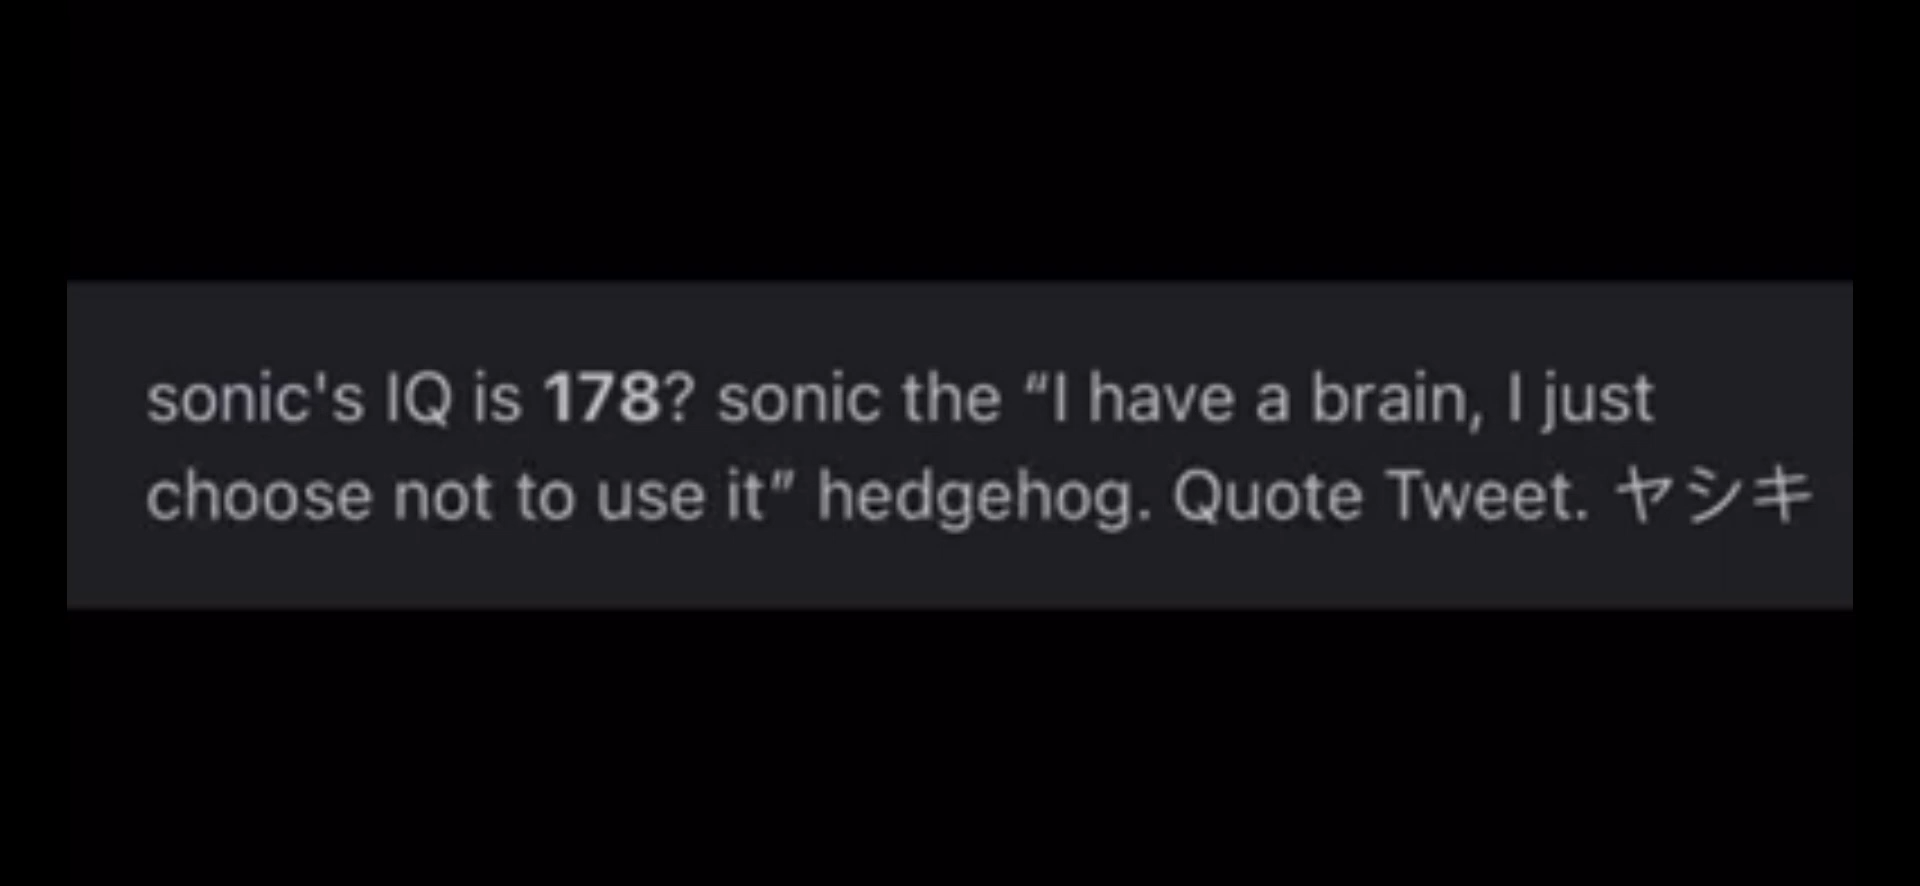 sonic's IQ is 178? sonic the “I have a brain, I just
choose not to use it” hedgehog. Quote Tweet. ヤシキ